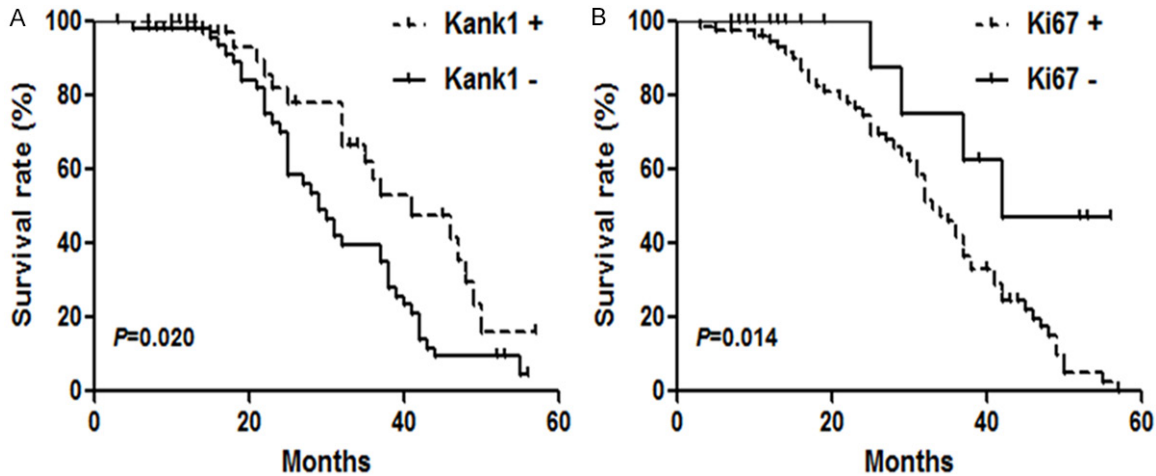 A
Kank1 +
Kank1 -
Survival rate (%)
100
80
60
40
20
0
P=0.020
0 20 40 60
Months
B
Ki67 +
Ki67 -
Survival rate (%)
100
80
60
40
20
0
P=0.014
0 20 40 60
Months